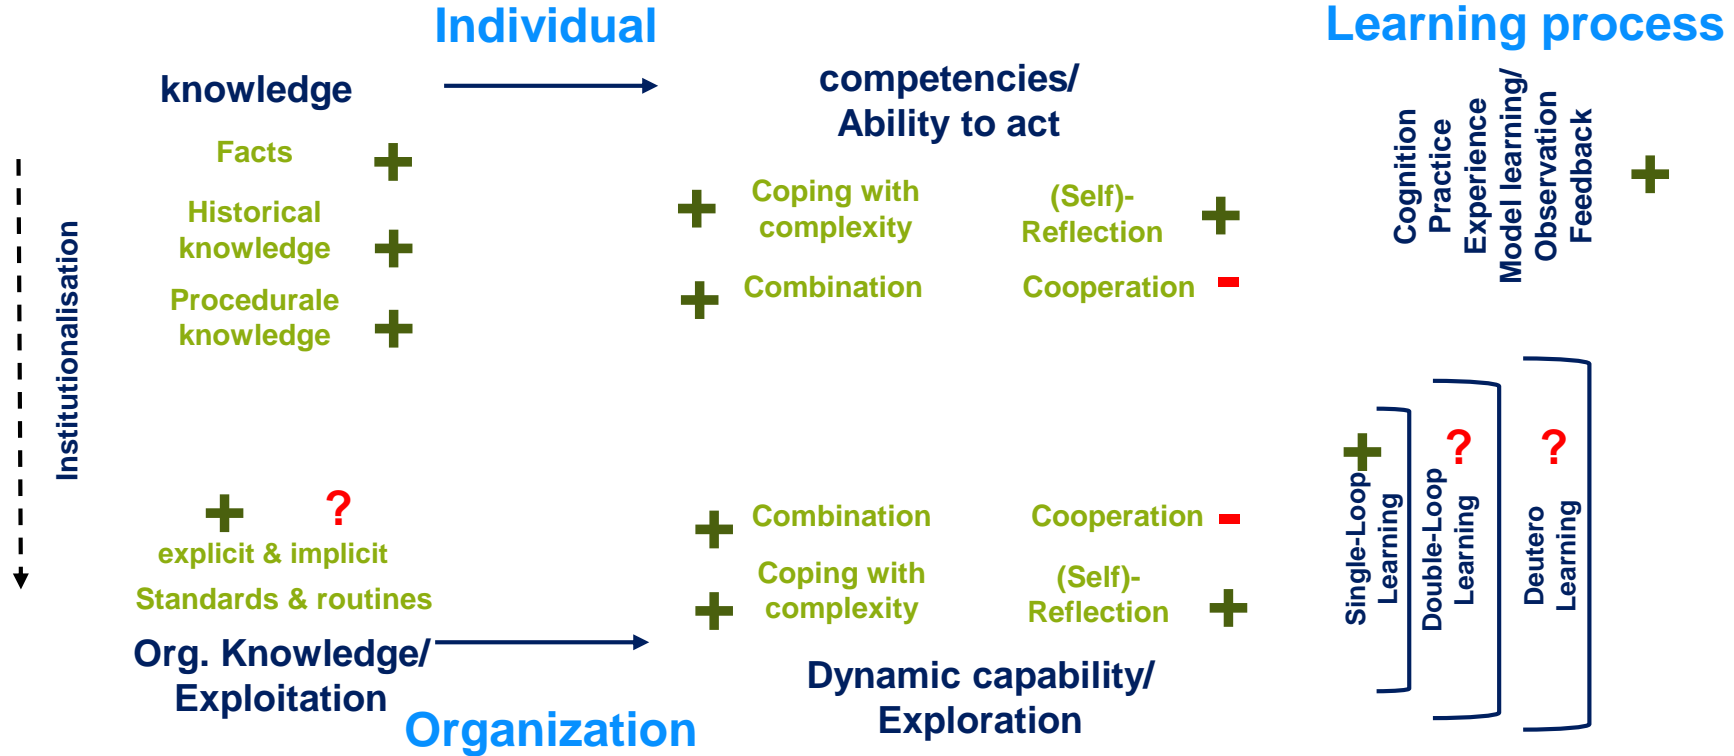 Individual
Learning process
knowledge
competencies/
Ability to act
Facts
+
Historical
knowledge
+
Procedurale
knowledge
+
+
Coping with
complexity
(Self)-
Reflection
+
+
Combination
Cooperation
-
Cognition
Practice
Experience
Model learning/
Observation
Feedback
+
Institutionalisation
+
?
explicit & implicit
Standards & routines
Org. Knowledge/
Exploitation
+
Combination
Cooperation
-
+
Coping with
complexity
(Self)-
Reflection
+
Dynamic capability/
Exploration
Organization
+
Single-Loop
Learning
?
Double-Loop
Learning
?
Deutero
Learning